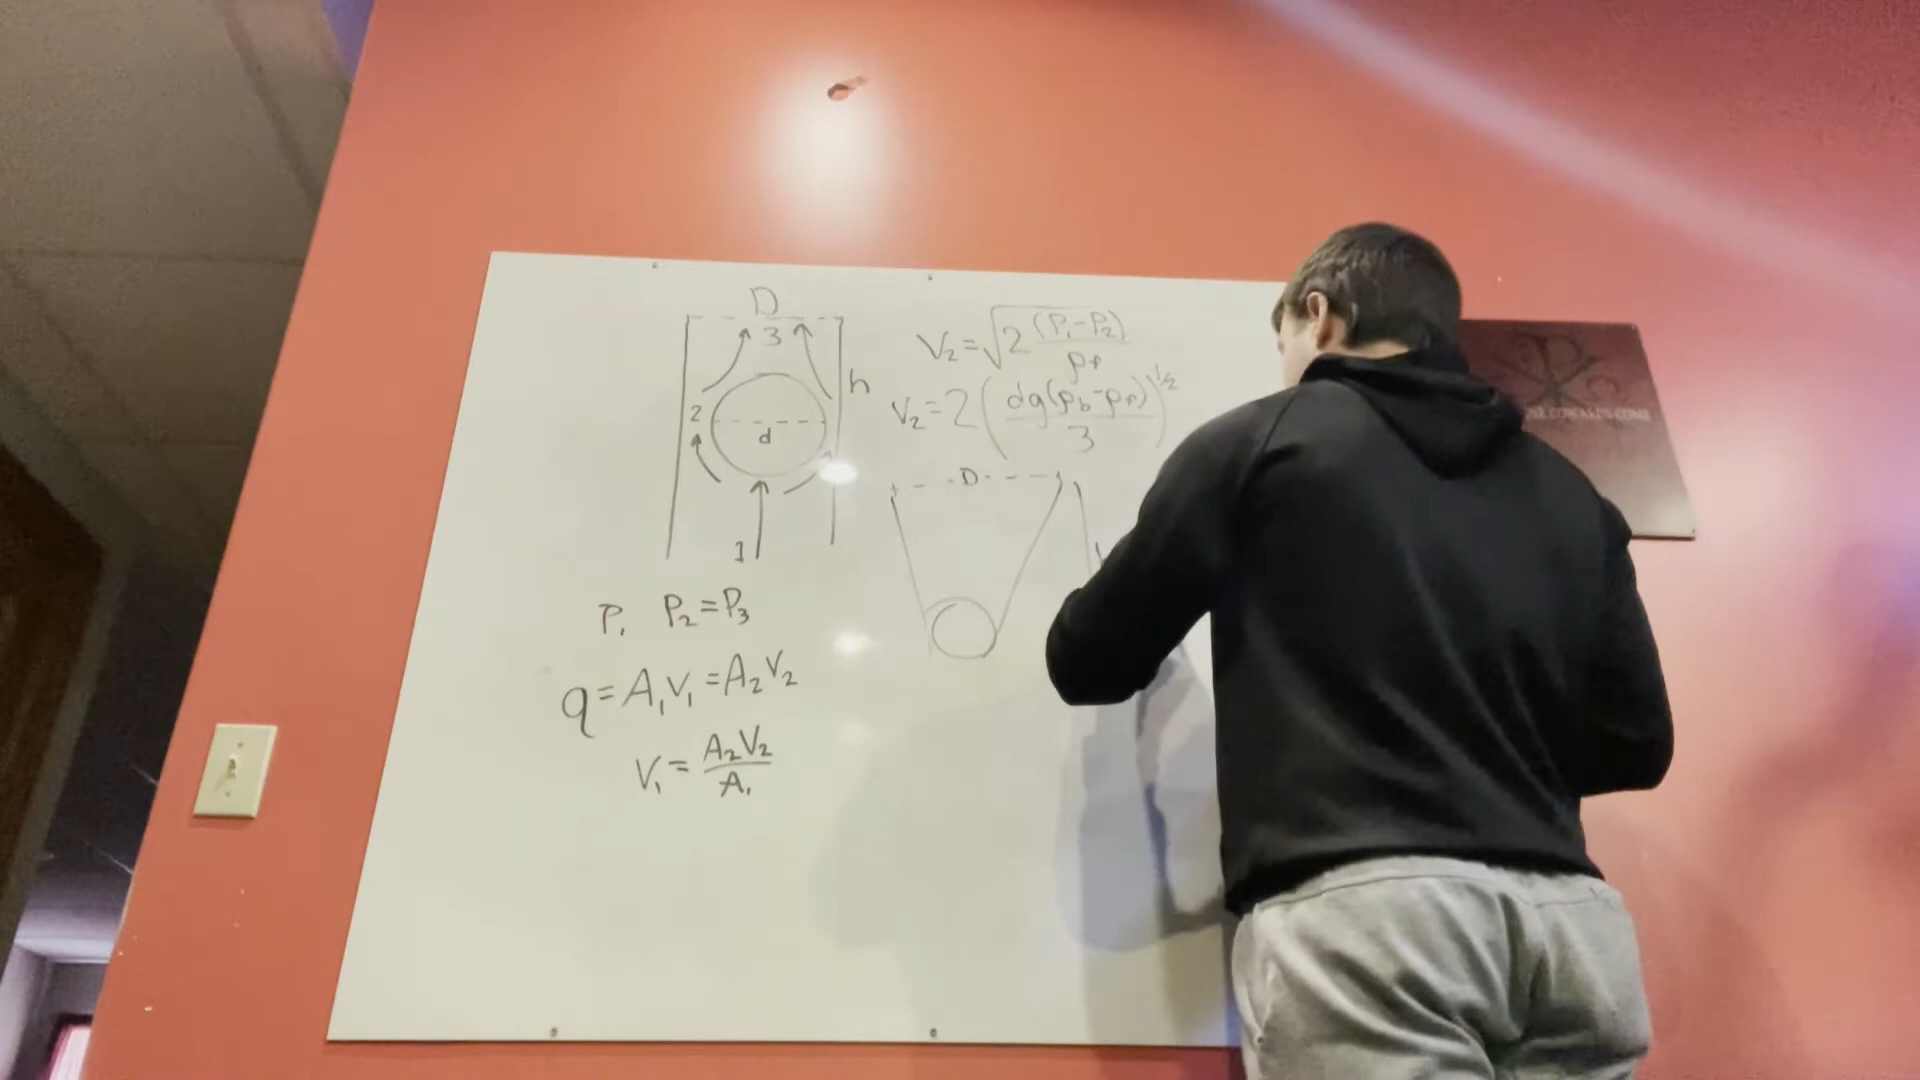 D
3
h
2
d
1
P₁ P₂=P₃
q=A₁V₁=A₂V₂
V₁=A₂V₂/A₁
V₂=√2(P₁-P₂)/ρf
V₂=2(dg(ρb-ρf)/3)^1/2
D